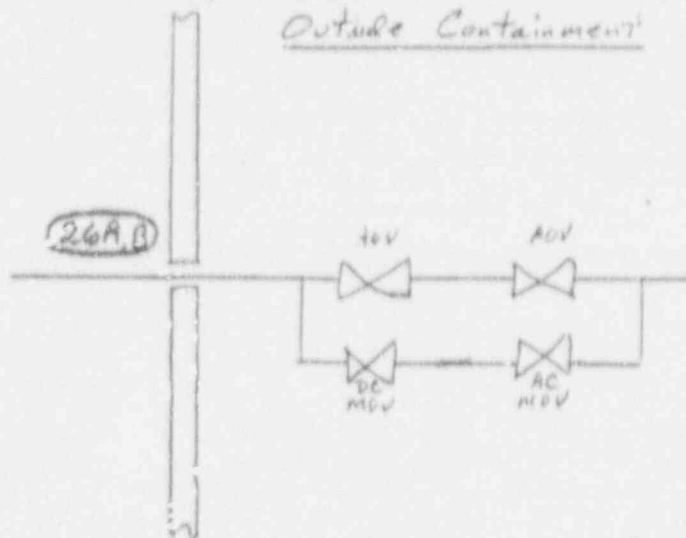 Outside Containment
26A,B
AOV AOV
DC AC
MOV MOV